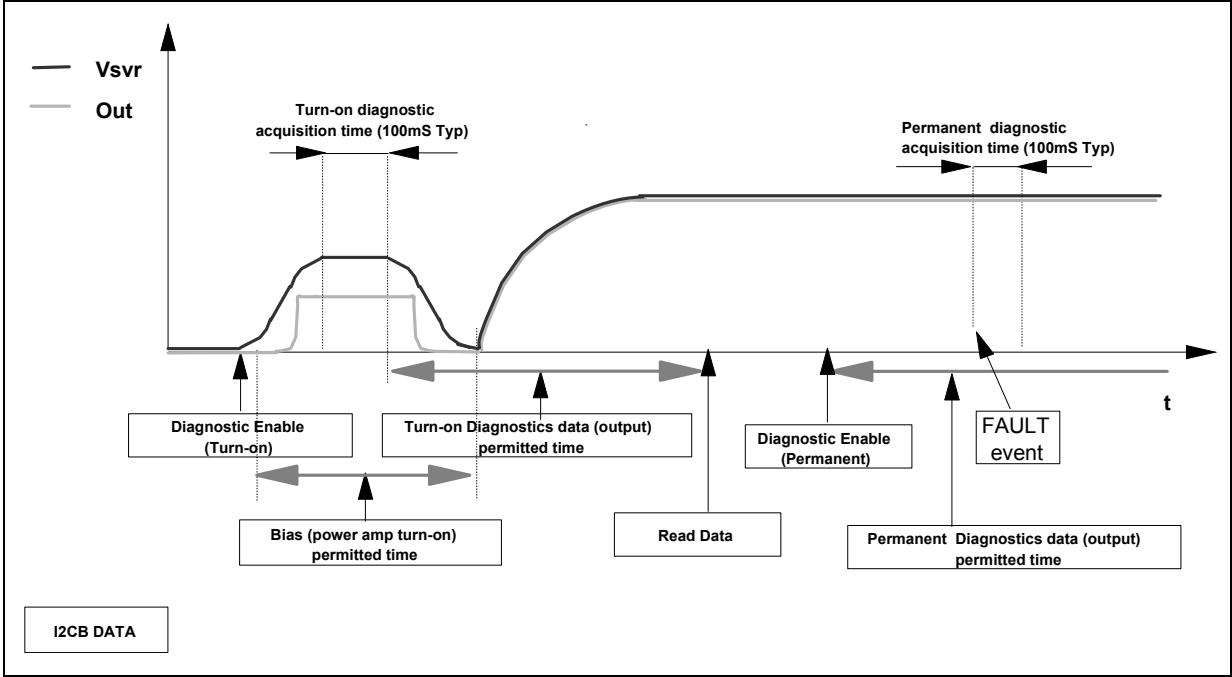 Vsvr
Out
Turn-on diagnostic
acquisition time (100mS Typ)
Permanent diagnostic
acquisition time (100mS Typ)
t
Diagnostic Enable
(Turn-on)
Turn-on Diagnostics data (output)
permitted time
Diagnostic Enable
(Permanent)
FAULT
event
Bias (power amp turn-on)
permitted time
Read Data
Permanent Diagnostics data (output)
permitted time
I2CB DATA